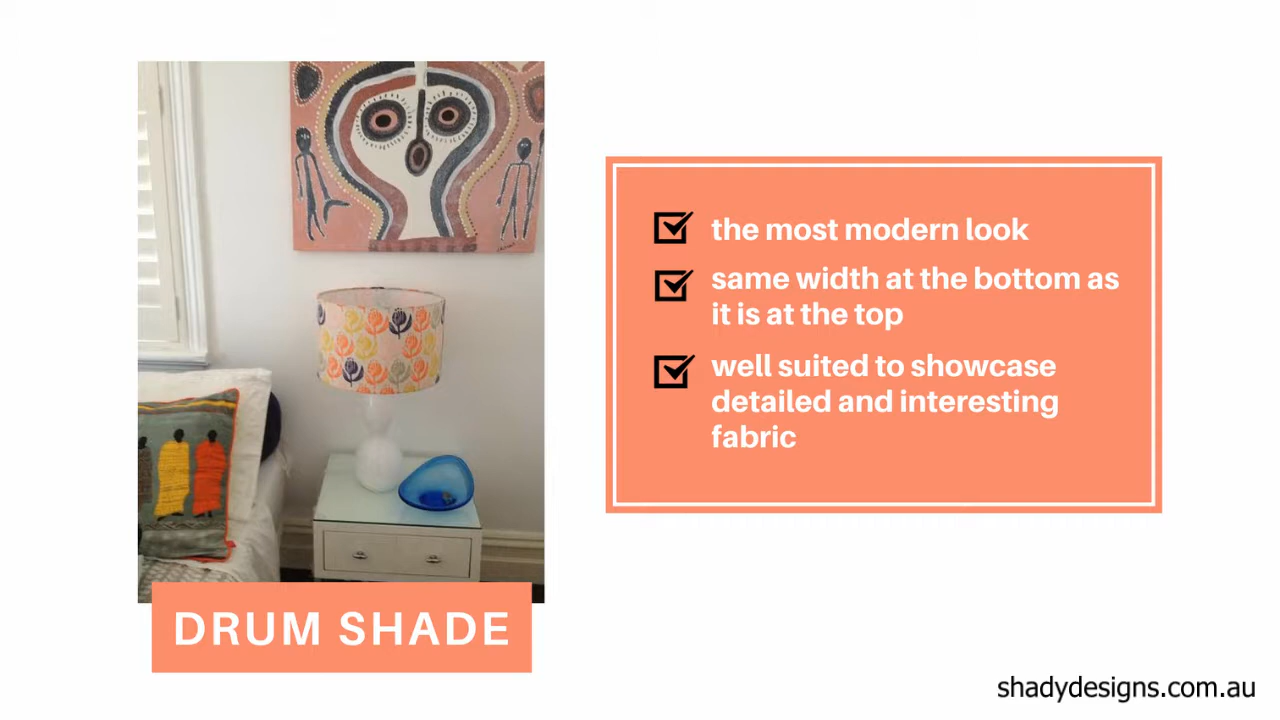 the most modern look
same width at the bottom as
it is at the top
well suited to showcase
detailed and interesting
fabric
DRUM SHADE
shadydesigns.com.au